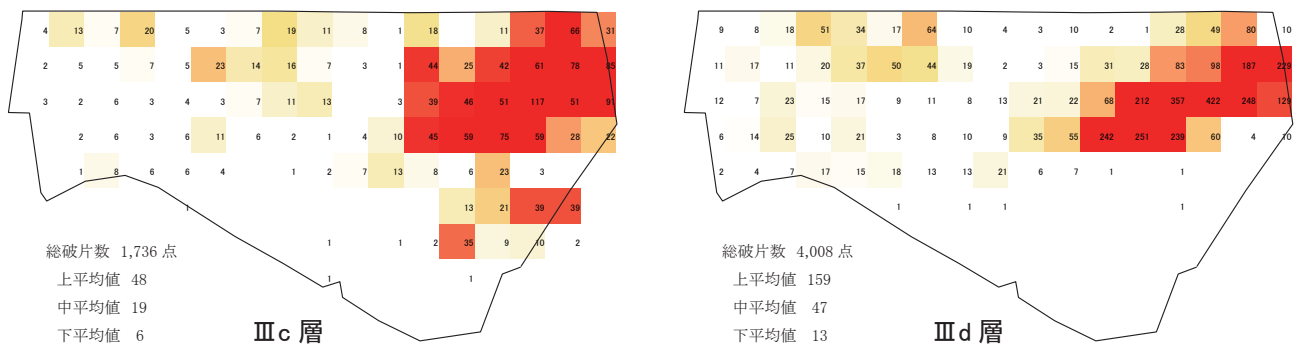 4 13 7 20 5 3 7 19 11 8 1 18 11 37 66 31
2 5 5 7 5 23 14 16 7 3 1 44 25 42 61 78 85
3 2 6 3 4 3 7 11 13 3 39 46 51 117 51 91
2 6 3 6 11 6 2 1 4 10 45 59 75 59 28 22
1 8 6 6 4 1 2 7 13 8 6 23 3
1 13 21 39 39
1 1 2 35 9 10 2
1 1
総破片数 1,736 点
上平均値 48
中平均値 19
下平均値 6
Ⅲc 層
9 8 18 51 34 17 64 10 4 3 10 2 1 28 49 80 10
11 17 11 20 37 50 44 19 2 3 15 31 28 83 98 187 229
12 7 23 15 17 9 11 8 13 21 22 68 212 357 422 248 129
6 14 25 10 21 3 8 10 9 35 55 242 251 239 60 4 10
2 4 7 17 15 18 13 13 21 6 7 1 1
1 1 1 1
総破片数 4,008 点
上平均値 159
中平均値 47
下平均値 13
Ⅲd 層